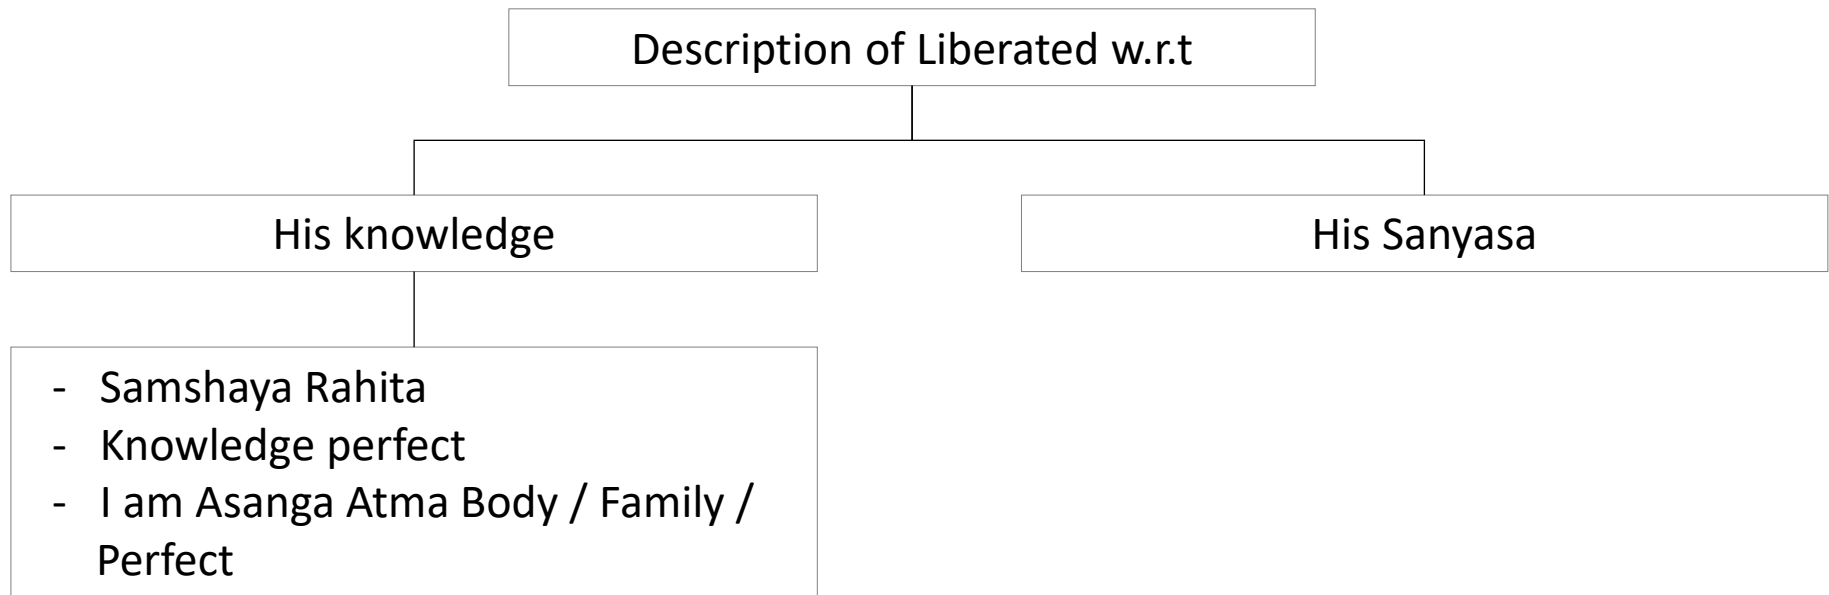 Description of Liberated w.r.t
His knowledge
His Sanyasa
- Samshaya Rahita
- Knowledge perfect
- I am Asanga Atma Body / Family /
Perfect